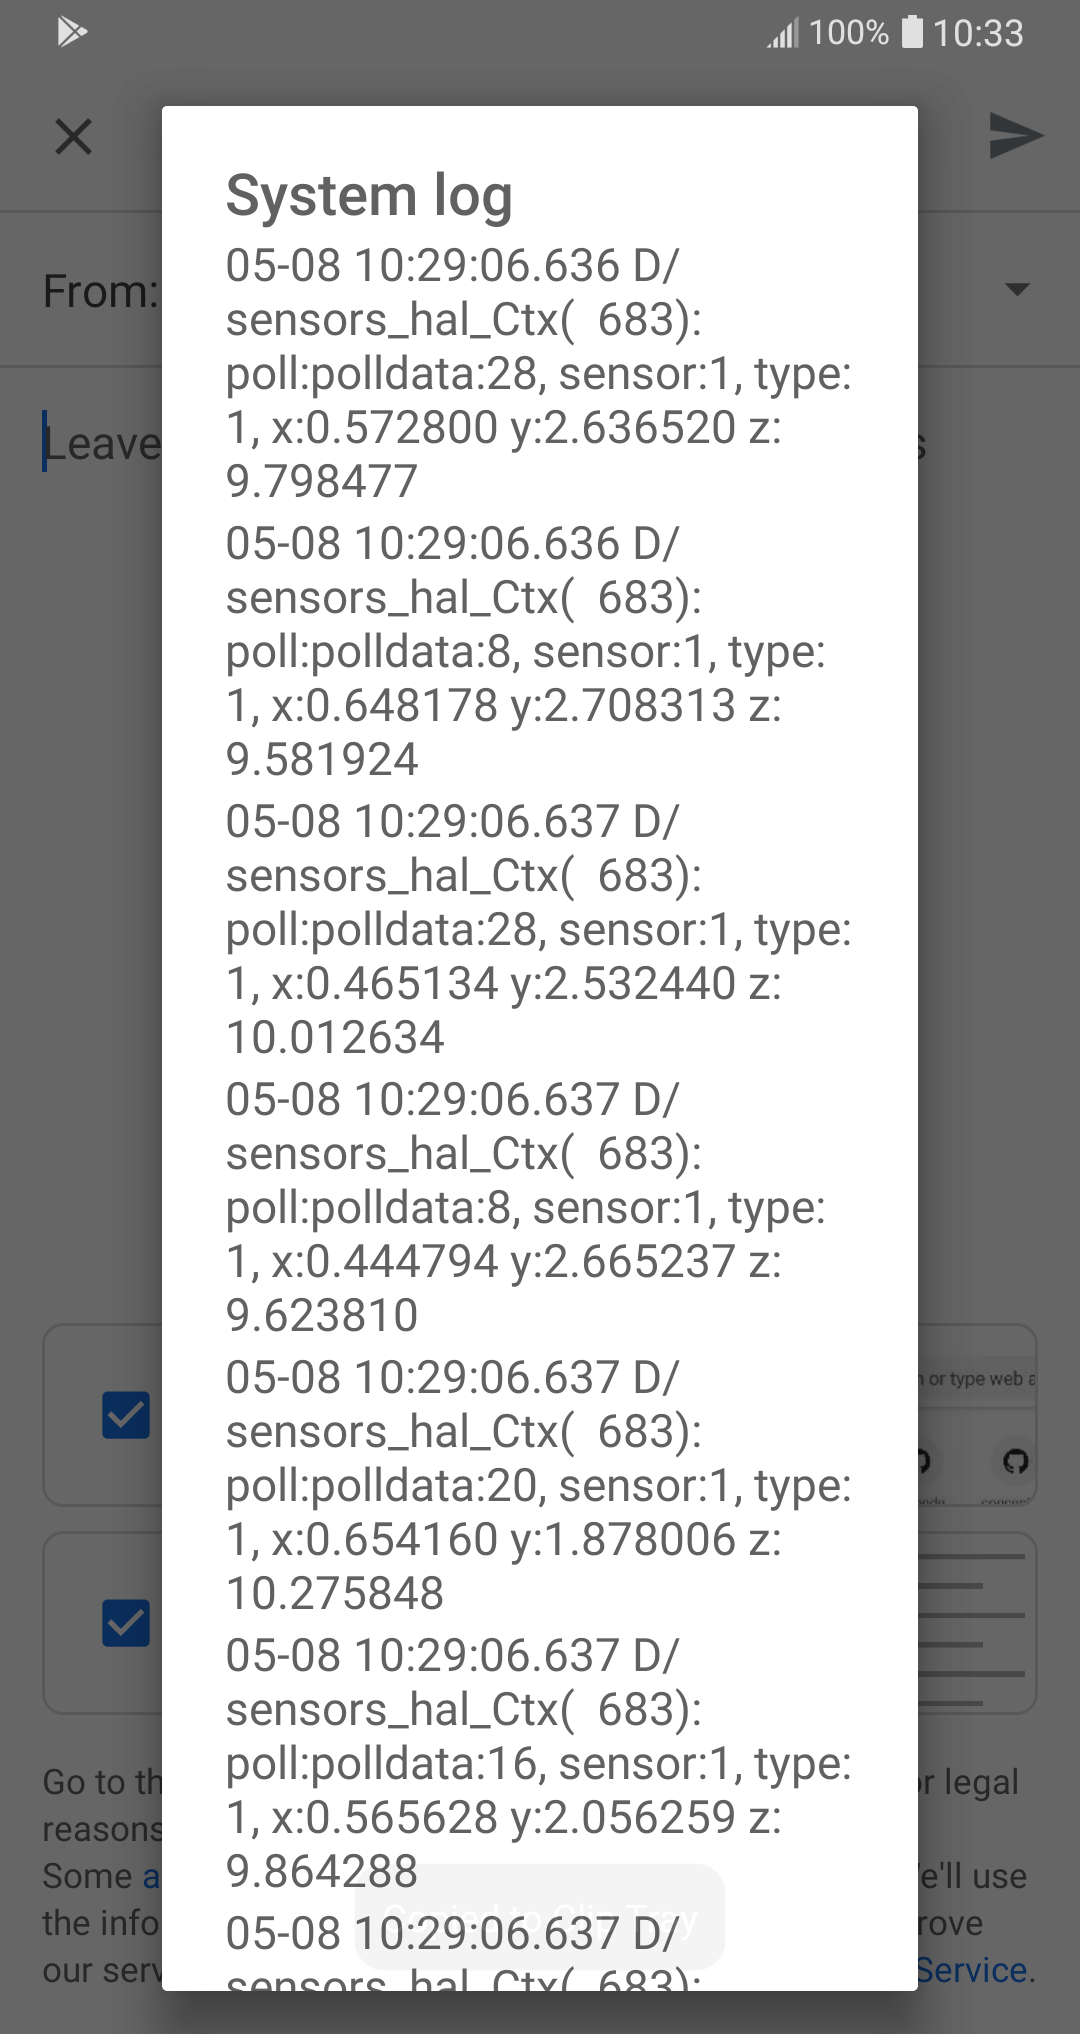 100% 10:33
From:
Leave
s
System log
05-08 10:29:06.636 D/
sensors_hal_Ctx(  683):
poll:polldata:28, sensor:1, type:
1, x:0.572800 y:2.636520 z:
9.798477
05-08 10:29:06.636 D/
sensors_hal_Ctx(  683):
poll:polldata:8, sensor:1, type:
1, x:0.648178 y:2.708313 z:
9.581924
05-08 10:29:06.637 D/
sensors_hal_Ctx(  683):
poll:polldata:28, sensor:1, type:
1, x:0.465134 y:2.532440 z:
10.012634
05-08 10:29:06.637 D/
sensors_hal_Ctx(  683):
poll:polldata:8, sensor:1, type:
1, x:0.444794 y:2.665237 z:
9.623810
05-08 10:29:06.637 D/
sensors_hal_Ctx(  683):
poll:polldata:20, sensor:1, type:
1, x:0.654160 y:1.878006 z:
10.275848
05-08 10:29:06.637 D/
sensors_hal_Ctx(  683):
poll:polldata:16, sensor:1, type:
1, x:0.565628 y:2.056259 z:
9.864288
05-08 10:29:06.637 D/
sensors_hal_Ctx(  683):
Copied to Clip Tray
or type web a
Go to th
r legal
reasons
Some a
e'll use
the info
rove
our serv
Service.